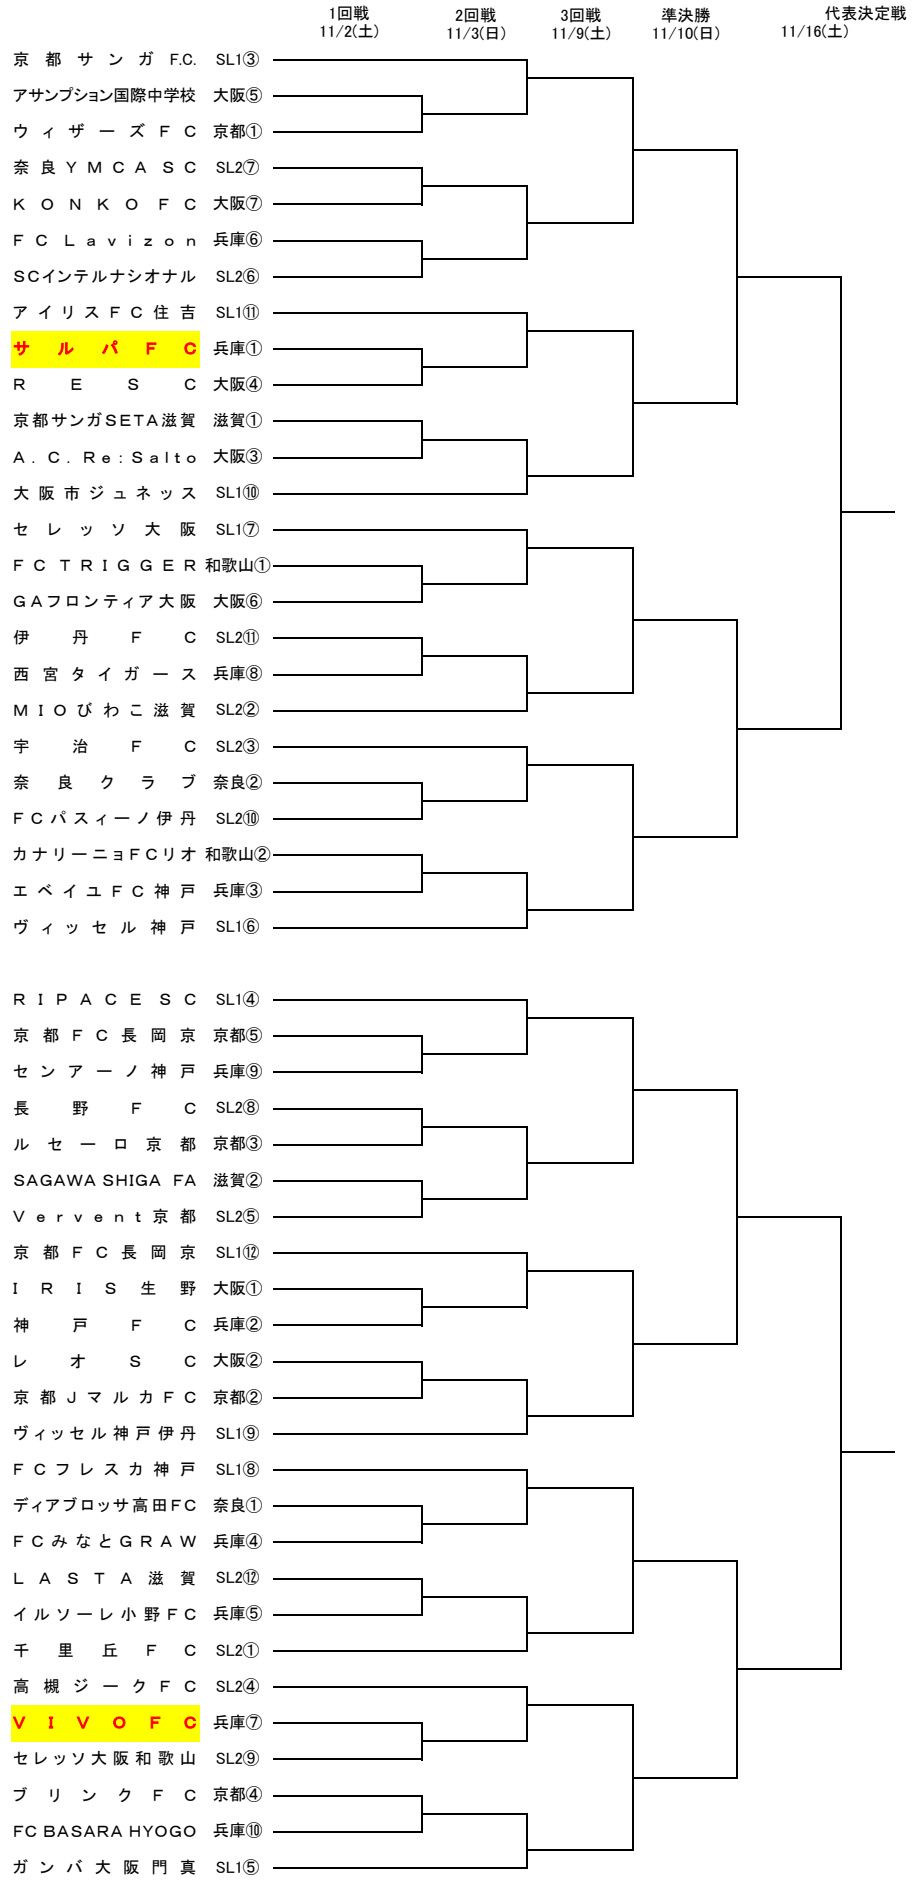 1回戦 2回戦 3回戦 準決勝 代表決定戦
11/2(土) 11/3(日) 11/9(土) 11/10(日) 11/16(土)
京都サンガF.C. SL1③
アサンプション国際中学校 大阪⑤
ウィザーズFC 京都①
奈良YMCASC SL2⑦
KONKOFC 大阪⑦
FCLavizon 兵庫⑥
SCインテルナシオナル SL2⑥
アイリスFC住吉 SL1⑪
サルパFC 兵庫①
RESC 大阪④
京都サンガSETA滋賀 滋賀①
A.C.Re:Salto 大阪③
大阪市ジュネッス SL1⑩
セレッソ大阪 SL1⑦
FCTRIGGER 和歌山①
GAフロンティア大阪 大阪⑥
伊丹FC SL2⑪
西宮タイガース 兵庫⑧
MIOびわこ滋賀 SL2②
宇治FC SL2③
奈良クラブ 奈良②
FCパスィーノ伊丹 SL2⑩
カナリーニョFCリオ 和歌山②
エベイユFC神戸 兵庫③
ヴィッセル神戸 SL1⑥
RIPACESC SL1④
京都FC長岡京 京都⑤
センアーノ神戸 兵庫⑨
長野FC SL2⑧
ルセーロ京都 京都③
SAGAWA SHIGA FA 滋賀②
Vervent京都 SL2⑤
京都FC長岡京 SL1⑫
IRIS生野 大阪①
神戸FC 兵庫②
レオSC 大阪②
京都JマルカFC 京都②
ヴィッセル神戸伊丹 SL1⑨
FCフレスカ神戸 SL1⑧
ディアブロッサ高田FC 奈良①
FCみなとGRAW 兵庫④
LASTA滋賀 SL2⑫
イルソーレ小野FC 兵庫⑤
千里丘FC SL2①
高槻ジークFC SL2④
VIVOFC 兵庫⑦
セレッソ大阪和歌山 SL2⑨
ブリンクFC 京都④
FC BASARA HYOGO 兵庫⑩
ガンバ大阪門真 SL1⑤